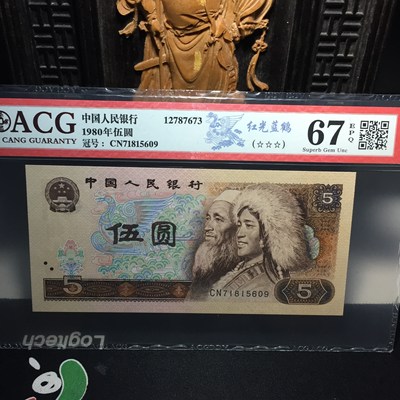 ACG
CANG GUARANTY
中国人民银行
1980年伍圆
冠号：CN71815609
12787673
红光蓝鹤
(☆☆☆)
67 EPQ
Superb Gem Unc
中国人民银行
伍圆
5
CN71815609
5
5
Logitech